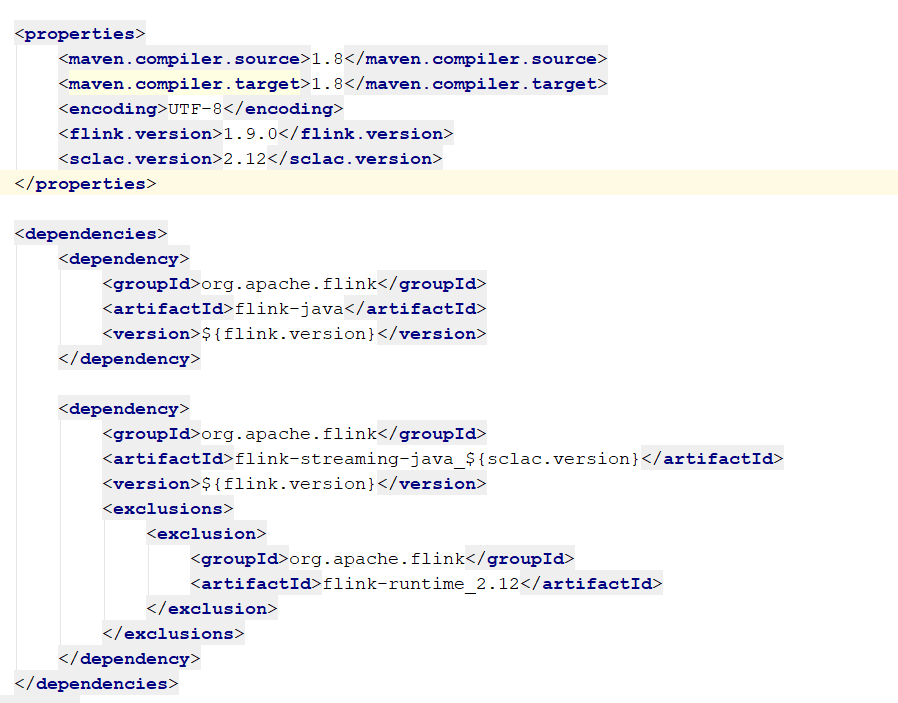 <properties>
<maven.compiler.source>1.8</maven.compiler.source>
<maven.compiler.target>1.8</maven.compiler.target>
<encoding>UTF-8</encoding>
<flink.version>1.9.0</flink.version>
<sclac.version>2.12</sclac.version>
</properties>
<dependencies>
<dependency>
<groupId>org.apache.flink</groupId>
<artifactId>flink-java</artifactId>
<version>${flink.version}</version>
</dependency>
<dependency>
<groupId>org.apache.flink</groupId>
<artifactId>flink-streaming-java_${sclac.version}</artifactId>
<version>${flink.version}</version>
<exclusions>
<exclusion>
<groupId>org.apache.flink</groupId>
<artifactId>flink-runtime_2.12</artifactId>
</exclusion>
</exclusions>
</dependency>
</dependencies>